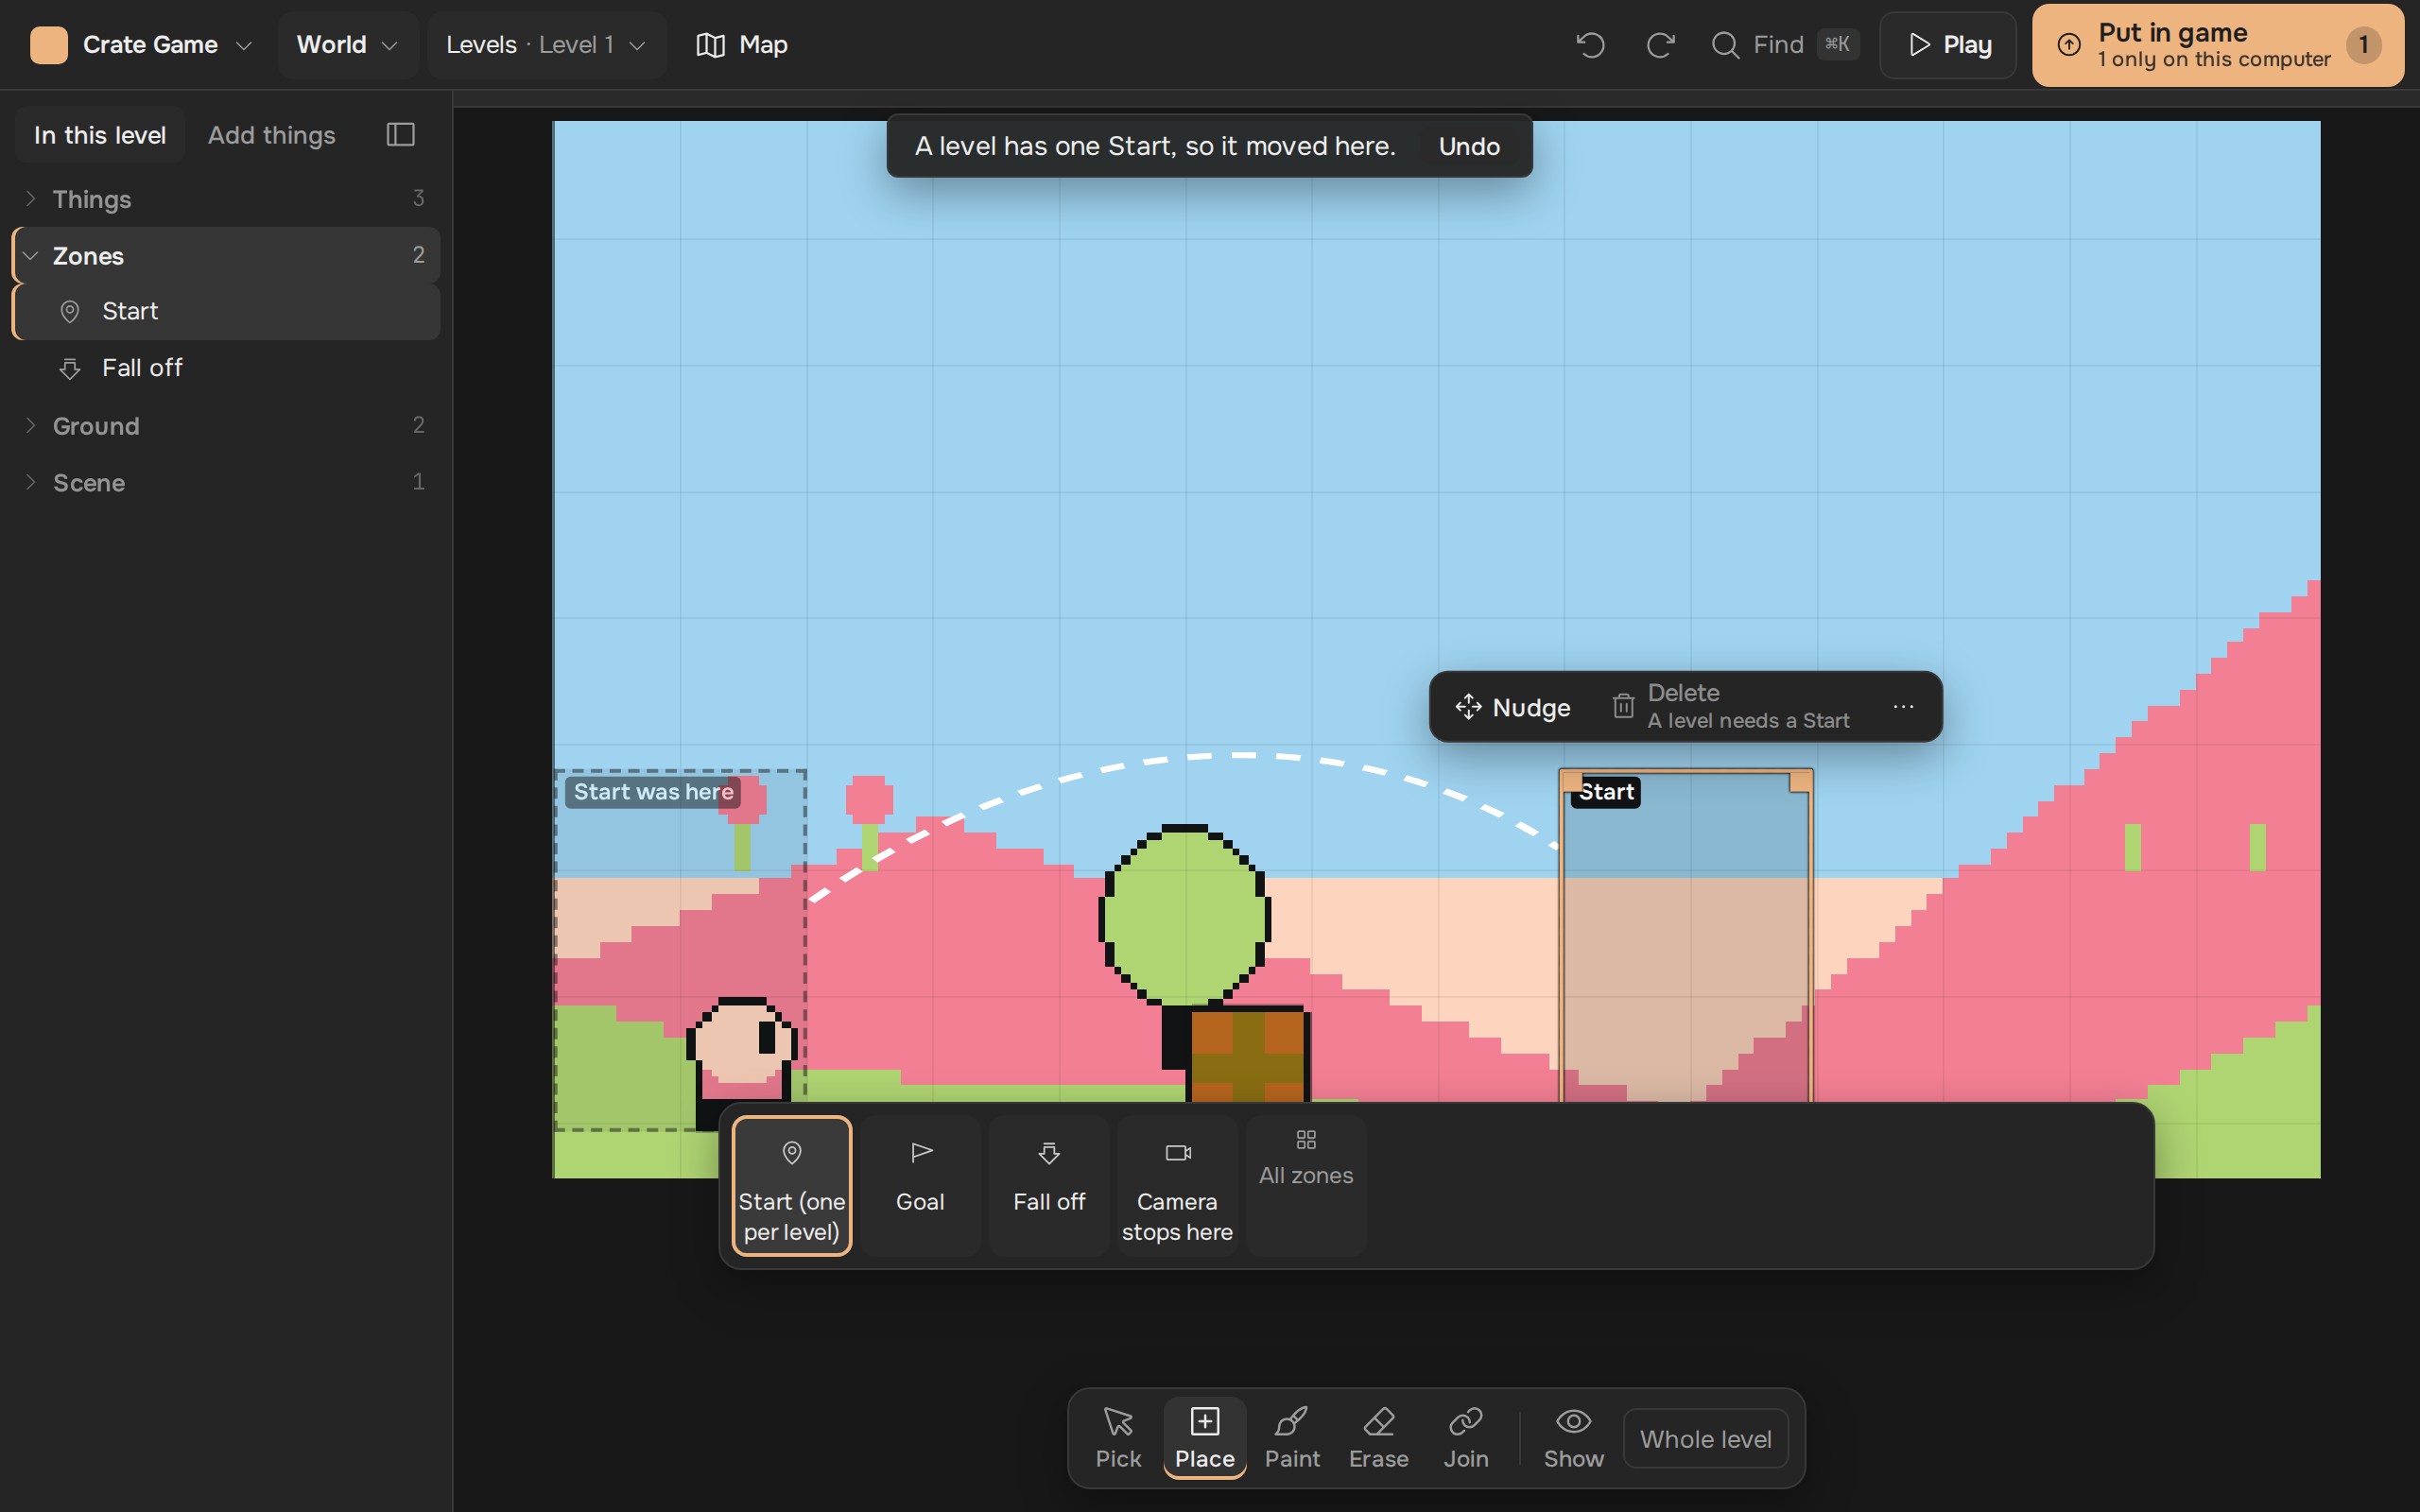 Crate Game
World
Levels · Level 1
Map
Find ⌘K
Play
Put in game
1 only on this computer
1
In this level
Add things
Things 3
Zones 2
Start
Fall off
Ground 2
Scene 1
A level has one Start, so it moved here. Undo
Nudge
Delete
A level needs a Start
Start was here
Start
Start (one
per level)
Goal
Fall off
Camera
stops here
All zones
Pick
Place
Paint
Erase
Join
Show
Whole level